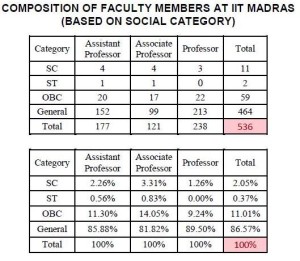 COMPOSITION OF FACULTY MEMBERS AT IIT MADRAS
(BASED ON SOCIAL CATEGORY)
Category Assistant Professor Associate Professor Professor Total
SC 4 4 3 11
ST 1 1 0 2
OBC 20 17 22 59
General 152 99 213 464
Total 177 121 238 536
Category Assistant Professor Associate Professor Professor Total
SC 2.26% 3.31% 1.26% 2.05%
ST 0.56% 0.83% 0.00% 0.37%
OBC 11.30% 14.05% 9.24% 11.01%
General 85.88% 81.82% 89.50% 86.57%
Total 100% 100% 100% 100%